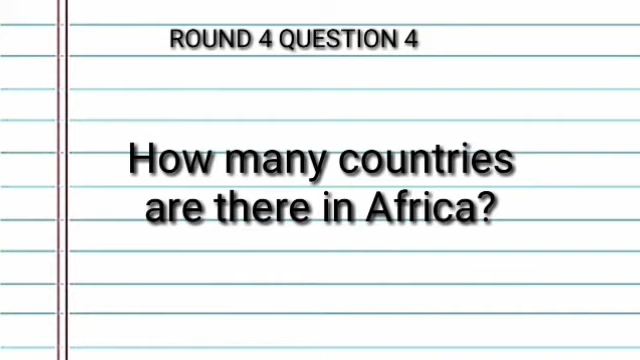 ROUND 4 QUESTION 4
How many countries
are there in Africa?